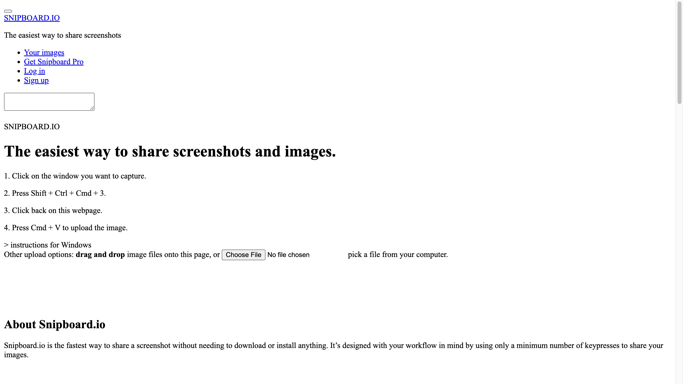 SNIPBOARD.IO
The easiest way to share screenshots
Your images
Get Snipboard Pro
Log in
Sign up
SNIPBOARD.IO
The easiest way to share screenshots and images.
1. Click on the window you want to capture.
2. Press Shift + Ctrl + Cmd + 3.
3. Click back on this webpage.
4. Press Cmd + V to upload the image.
> instructions for Windows
Other upload options: drag and drop image files onto this page, or Choose File No file chosen pick a file from your computer.
About Snipboard.io
Snipboard.io is the fastest way to share a screenshot without needing to download or install anything. It’s designed with your workflow in mind by using only a minimum number of keypresses to share your
images.